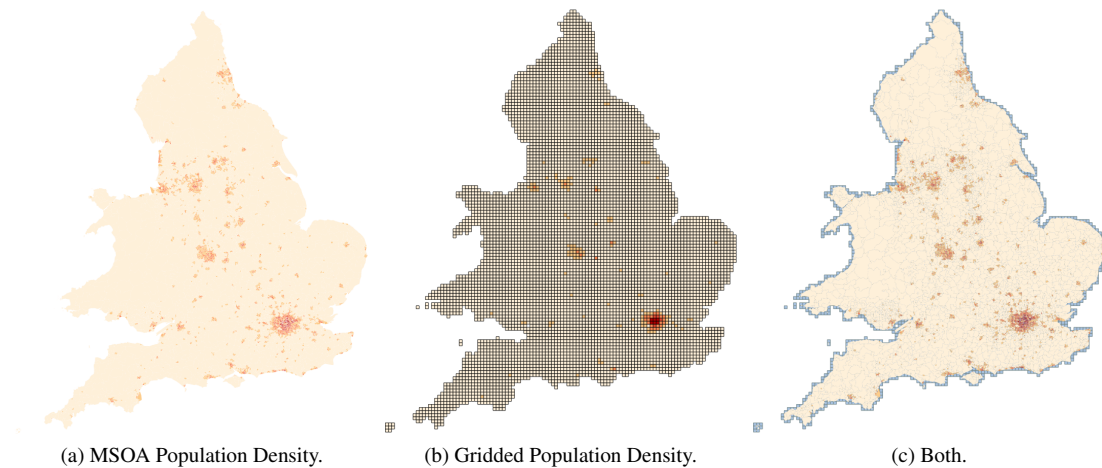 (a) MSOA Population Density.
(b) Gridded Population Density.
(c) Both.